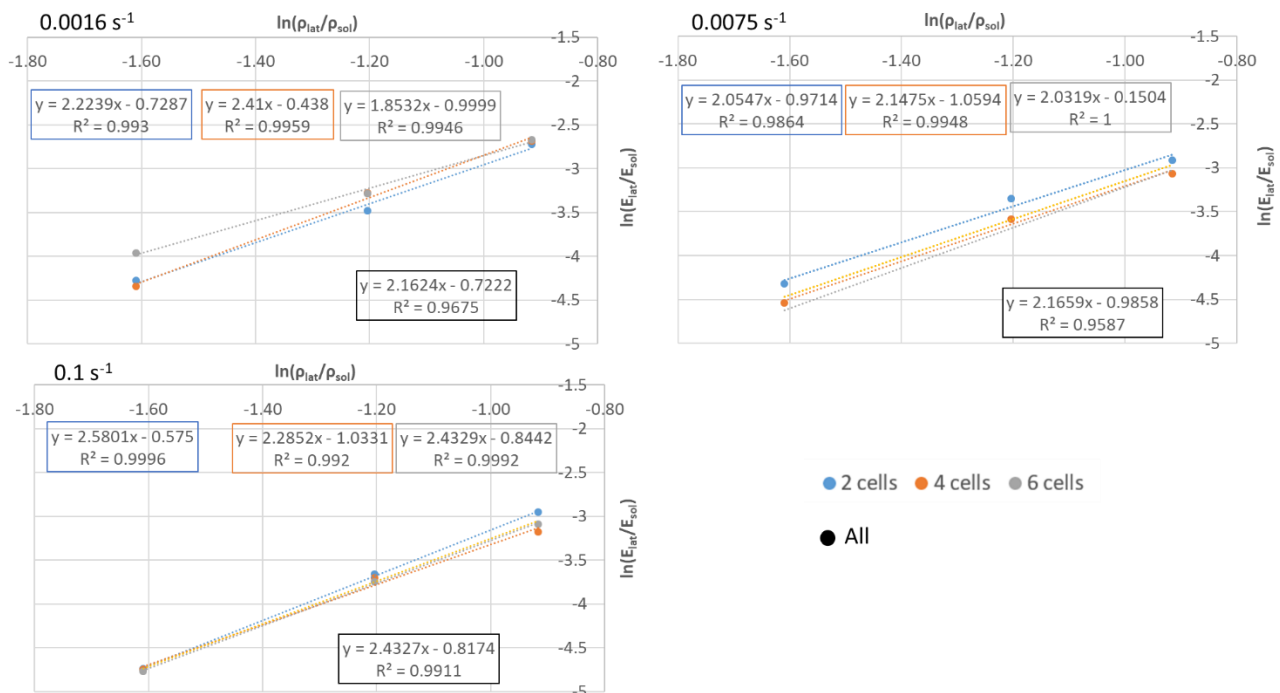 0.0016 s-1
ln(ρlat/ρsol)
-1.80 -1.60 -1.40 -1.20 -1.00 -0.80
-1.5
-2
-2.5
-3
-3.5
-4
-4.5
-5
ln(Elat/Esol)
y = 2.2239x - 0.7287
R² = 0.993
y = 2.41x - 0.438
R² = 0.9959
y = 1.8532x - 0.9999
R² = 0.9946
y = 2.1624x - 0.7222
R² = 0.9675
0.0075 s-1
ln(ρlat/ρsol)
-1.80 -1.60 -1.40 -1.20 -1.00 -0.80
-1.5
-2
-2.5
-3
-3.5
-4
-4.5
-5
ln(Elat/Esol)
y = 2.0547x - 0.9714
R² = 0.9864
y = 2.1475x - 1.0594
R² = 0.9948
y = 2.0319x - 0.1504
R² = 1
y = 2.1659x - 0.9858
R² = 0.9587
0.1 s-1
ln(ρlat/ρsol)
-1.80 -1.60 -1.40 -1.20 -1.00 -0.80
-1.5
-2
-2.5
-3
-3.5
-4
-4.5
-5
ln(Elat/Esol)
y = 2.5801x - 0.575
R² = 0.9996
y = 2.2852x - 1.0331
R² = 0.992
y = 2.4329x - 0.8442
R² = 0.9992
y = 2.4327x - 0.8174
R² = 0.9911
2 cells 4 cells 6 cells
All